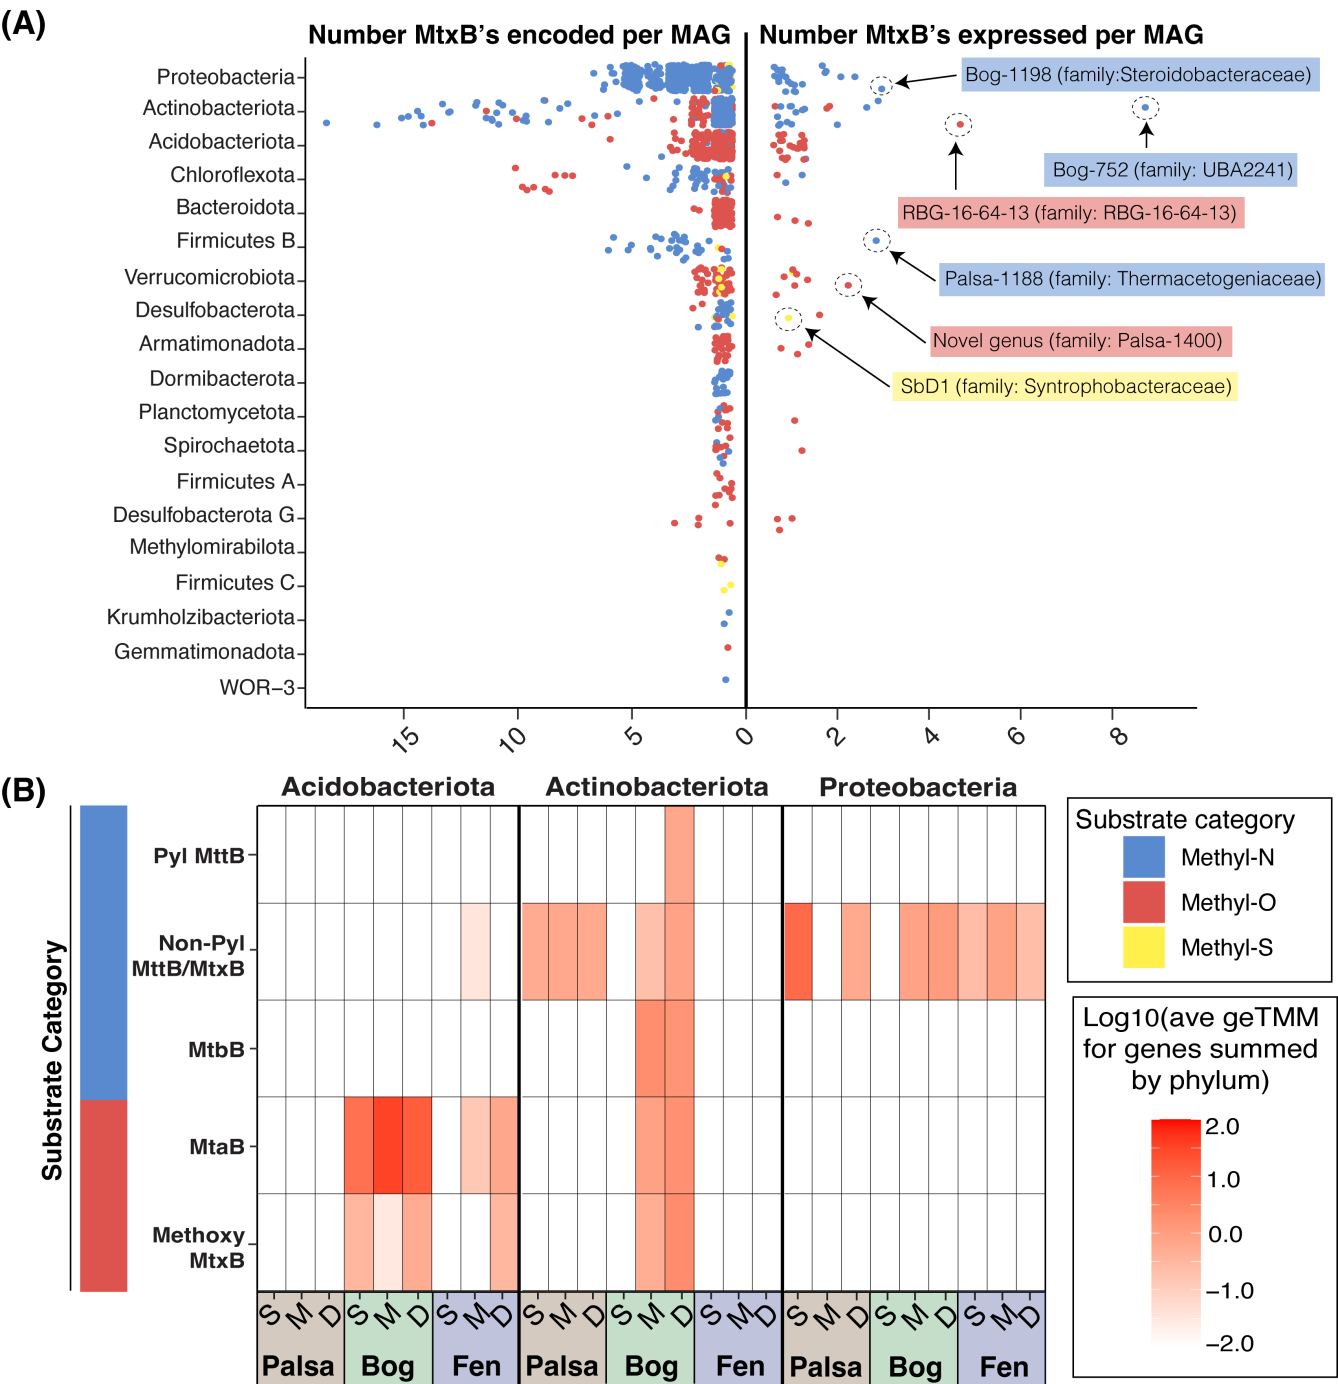 (A)
Number MtxB's encoded per MAG
Number MtxB's expressed per MAG
Proteobacteria
Actinobacteriota
Acidobacteriota
Chloroflexota
Bacteroidota
Firmicutes B
Verrucomicrobiota
Desulfobacterota
Armatimonadota
Dormibacterota
Planctomycetota
Spirochaetota
Firmicutes A
Desulfobacterota G
Methylomirabilota
Firmicutes C
Krumholzibacteriota
Gemmatimonadota
WOR–3
Bog-1198 (family:Steroidobacteraceae)
Bog-752 (family: UBA2241)
RBG-16-64-13 (family: RBG-16-64-13)
Palsa-1188 (family: Thermacetogeniaceae)
Novel genus (family: Palsa-1400)
SbD1 (family: Syntrophobacteraceae)
15 10 5 0 2 4 6 8
(B)
Acidobacteriota Actinobacteriota Proteobacteria
Substrate Category
Pyl MttB
Non-Pyl
MttB/MtxB
MtbB
MtaB
Methoxy
MtxB
S M D S M D S M D S M D S M D S M D S M D S M D S M D
Palsa Bog Fen Palsa Bog Fen Palsa Bog Fen
Substrate category
Methyl-N
Methyl-O
Methyl-S
Log10(ave geTMM
for genes summed
by phylum)
2.0
1.0
0.0
–1.0
–2.0